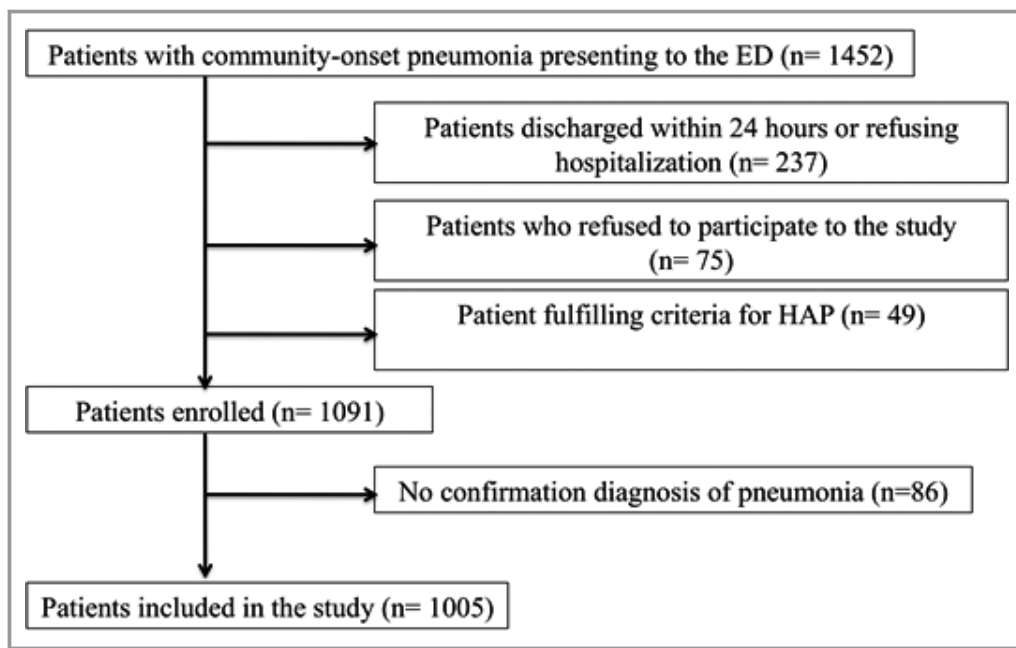 Patients with community-onset pneumonia presenting to the ED (n= 1452)
Patients discharged within 24 hours or refusing
hospitalization (n= 237)
Patients who refused to participate to the study
(n= 75)
Patient fulfilling criteria for HAP (n= 49)
Patients enrolled (n= 1091)
No confirmation diagnosis of pneumonia (n=86)
Patients included in the study (n= 1005)